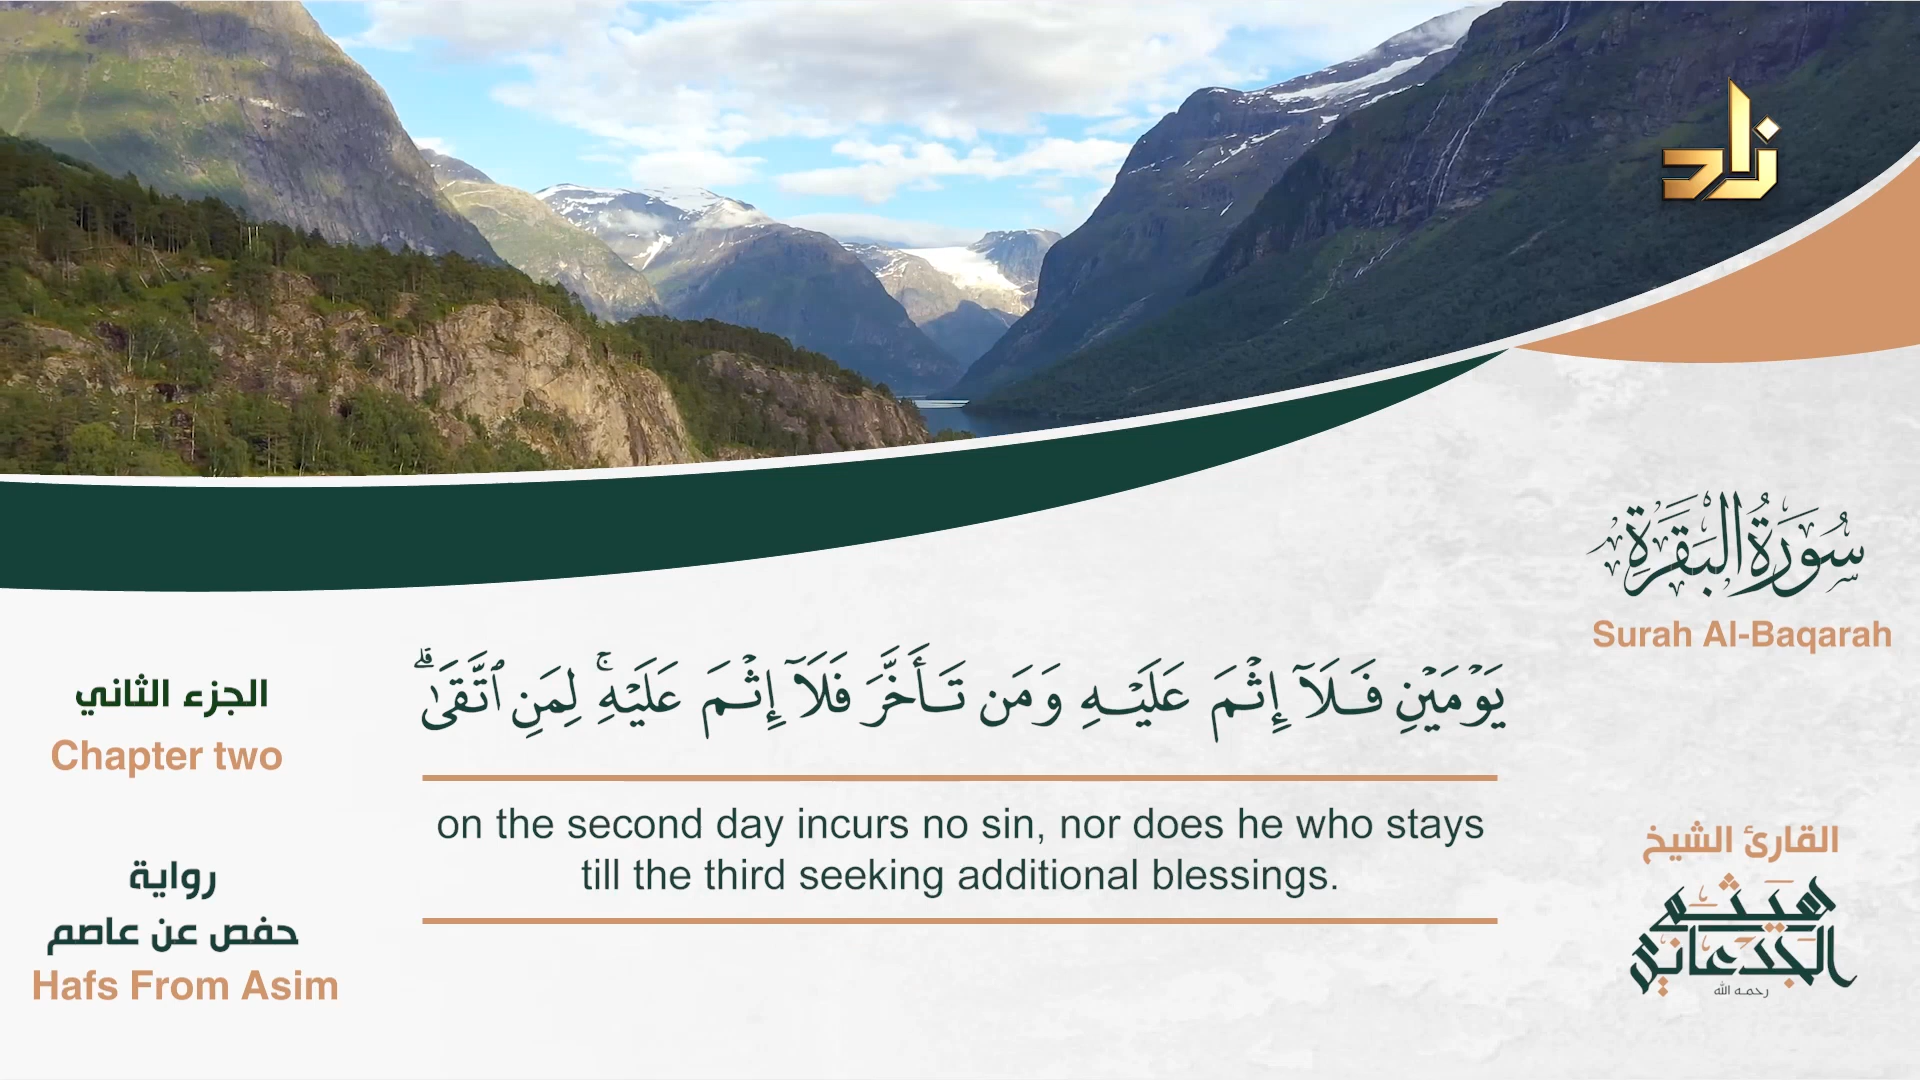 زاد
سُورَةُ البَقَرَةِ
Surah Al-Baqarah
يَوۡمَيۡنِ فَلَآ إِثۡمَ عَلَيۡهِ وَمَن تَأَخَّرَ فَلَآ إِثۡمَ عَلَيۡهِۚ لِمَنِ ٱتَّقَىٰۗ
on the second day incurs no sin, nor does he who stays
till the third seeking additional blessings.
الجزء الثاني
Chapter two
رواية
حفص عن عاصم
Hafs From Asim
القارئ الشيخ
هيثم
الجدعاني
رحمه الله